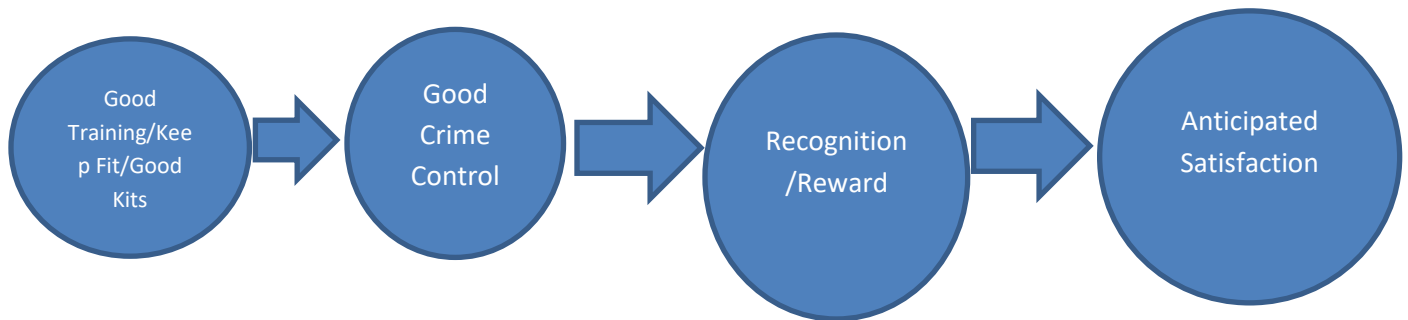 Good
Training/Kee
p Fit/Good
Kits
Good
Crime
Control
Recognition
/Reward
Anticipated
Satisfaction